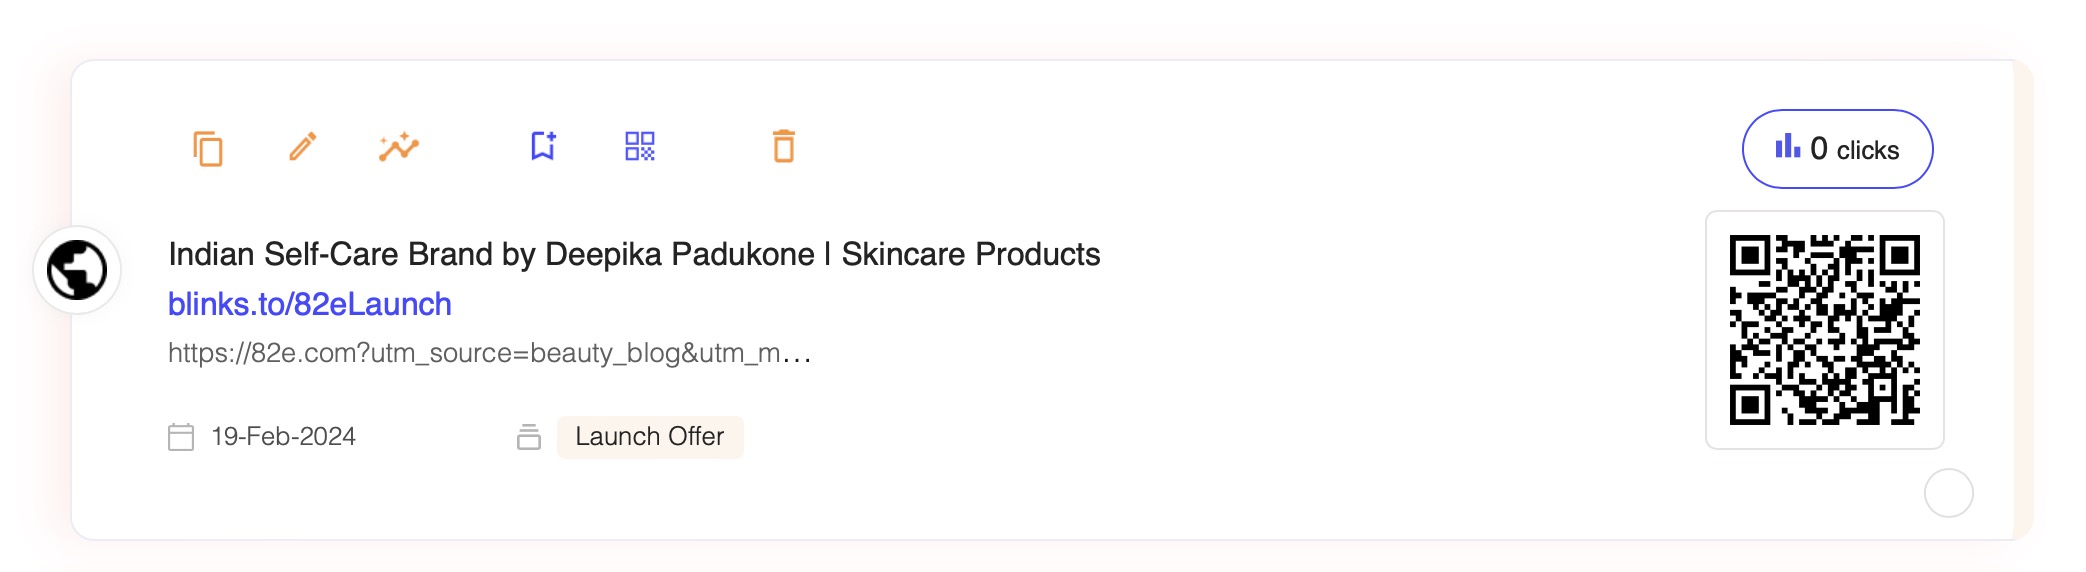 0 clicks
Indian Self-Care Brand by Deepika Padukone | Skincare Products
blinks.to/82eLaunch
https://82e.com?utm_source=beauty_blog&utm_m...
19-Feb-2024
Launch Offer